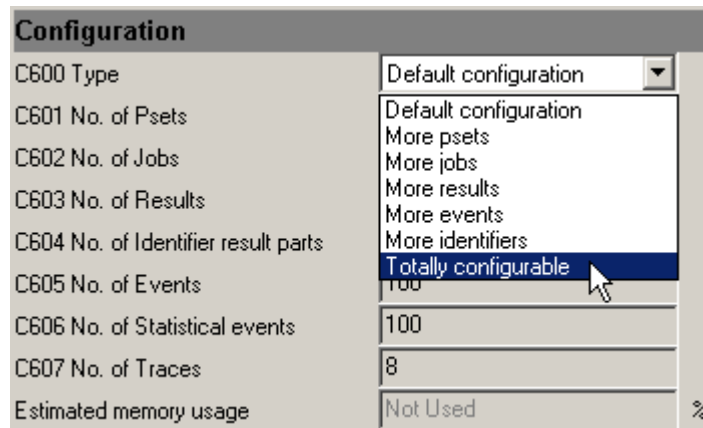 Configuration
C600 Type Default configuration
C601 No. of Psets Default configuration
More psets
C602 No. of Jobs More jobs
C603 No. of Results More results
More events
C604 No. of Identifier result parts More identifiers
Totally configurable
C605 No. of Events 100
C606 No. of Statistical events 100
C607 No. of Traces 8
Estimated memory usage Not Used %